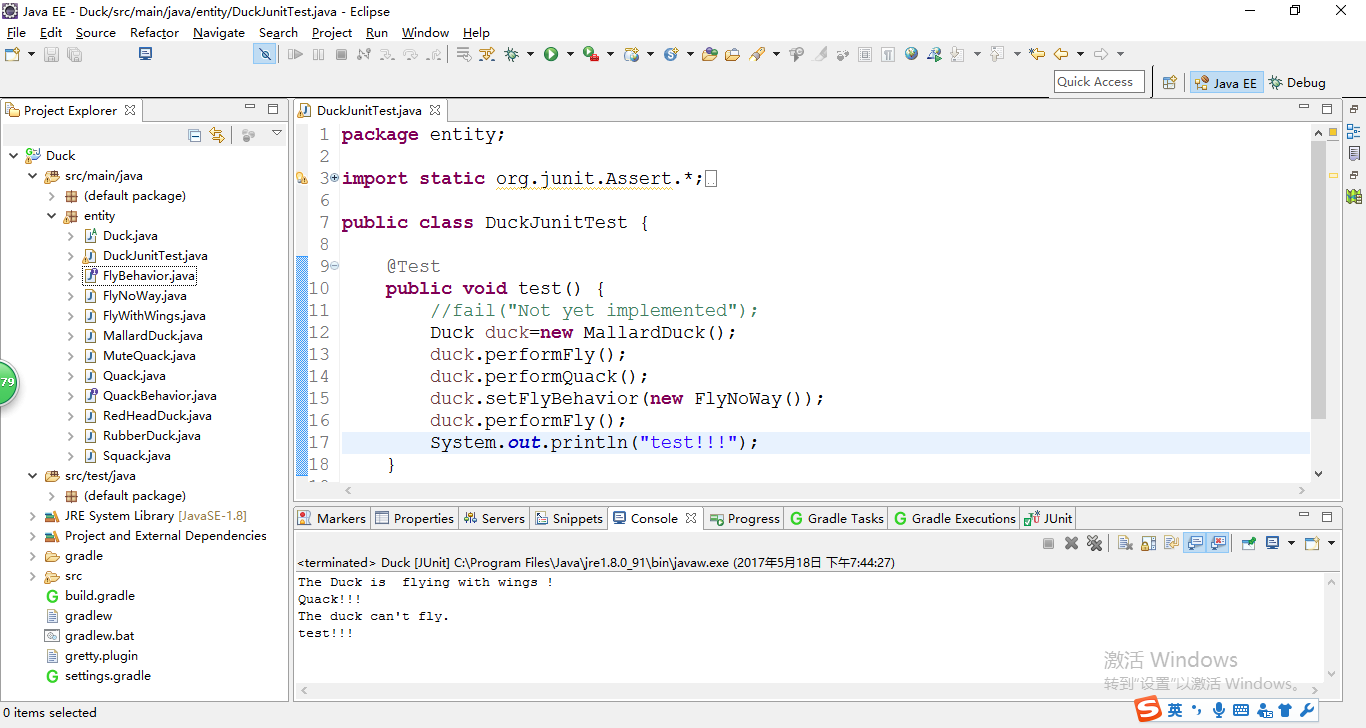 Java EE - Duck/src/main/java/entity/DuckJunitTest.java - Eclipse
File Edit Source Refactor Navigate Search Project Run Window Help
Quick Access
Java EE
Debug
Project Explorer
Duck
src/main/java
(default package)
entity
Duck.java
DuckJunitTest.java
FlyBehavior.java
FlyNoWay.java
FlyWithWings.java
MallardDuck.java
MuteQuack.java
Quack.java
QuackBehavior.java
RedHeadDuck.java
RubberDuck.java
Squack.java
src/test/java
(default package)
JRE System Library [JavaSE-1.8]
Project and External Dependencies
gradle
src
build.gradle
gradlew
gradlew.bat
gretty.plugin
settings.gradle
79
DuckJunitTest.java
1 package entity;
2
3 import static org.junit.Assert.*;
6
7 public class DuckJunitTest {
8
9 @Test
10 public void test() {
11 //fail("Not yet implemented");
12 Duck duck=new MallardDuck();
13 duck.performFly();
14 duck.performQuack();
15 duck.setFlyBehavior(new FlyNoWay());
16 duck.performFly();
17 System.out.println("test!!!");
18 }
Markers Properties Servers Snippets Console Progress Gradle Tasks Gradle Executions JUnit
<terminated> Duck [JUnit] C:\Program Files\Java\jre1.8.0_91\bin\javaw.exe (2017年5月18日 下午7:44:27)
The Duck is  flying with wings !
Quack!!!
The duck can't fly.
test!!!
激活 Windows
转到"设置"以激活 Windows。
英
0 items selected